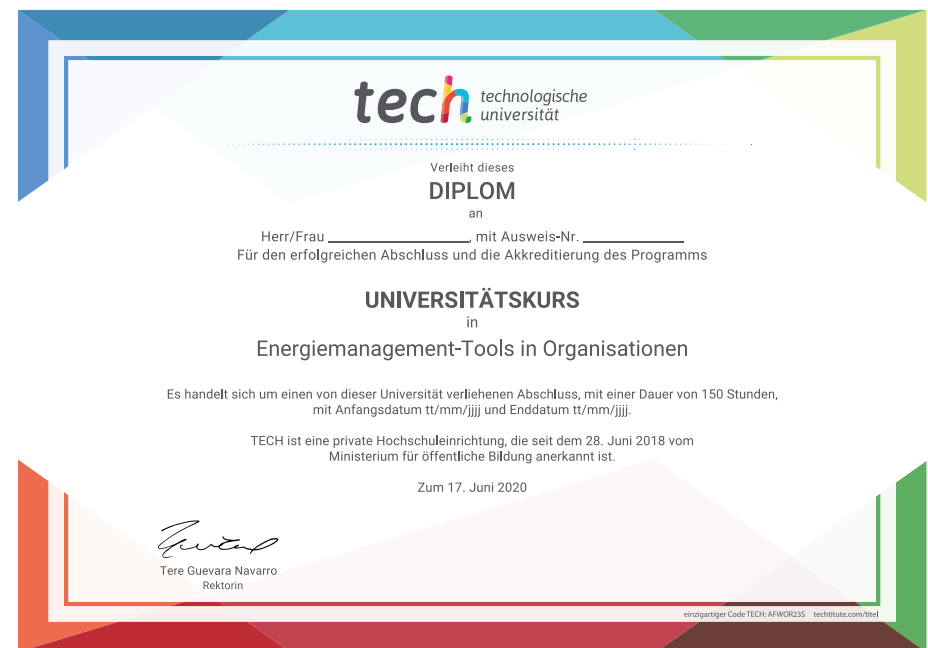 tech technologische
universität
Verleiht dieses
DIPLOM
an
Herr/Frau ____________________, mit Ausweis-Nr. ______________
Für den erfolgreichen Abschluss und die Akkreditierung des Programms
UNIVERSITÄTSKURS
in
Energiemanagement-Tools in Organisationen
Es handelt sich um einen von dieser Universität verliehenen Abschluss, mit einer Dauer von 150 Stunden,
mit Anfangsdatum tt/mm/jjjj und Enddatum tt/mm/jjjj.
TECH ist eine private Hochschuleinrichtung, die seit dem 28. Juni 2018 vom
Ministerium für öffentliche Bildung anerkannt ist.
Zum 17. Juni 2020
Tere Guevara Navarro
Rektorin
einzigartiger Code TECH: AFWOR23S techtitute.com/titel